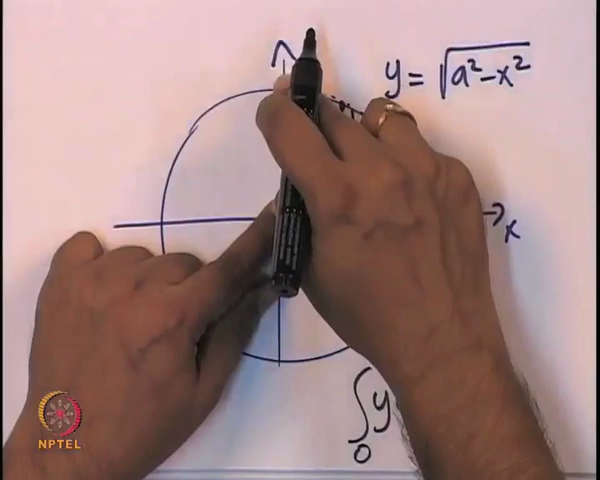 y = √(a² − x²)
x
∫₀ y
NPTEL